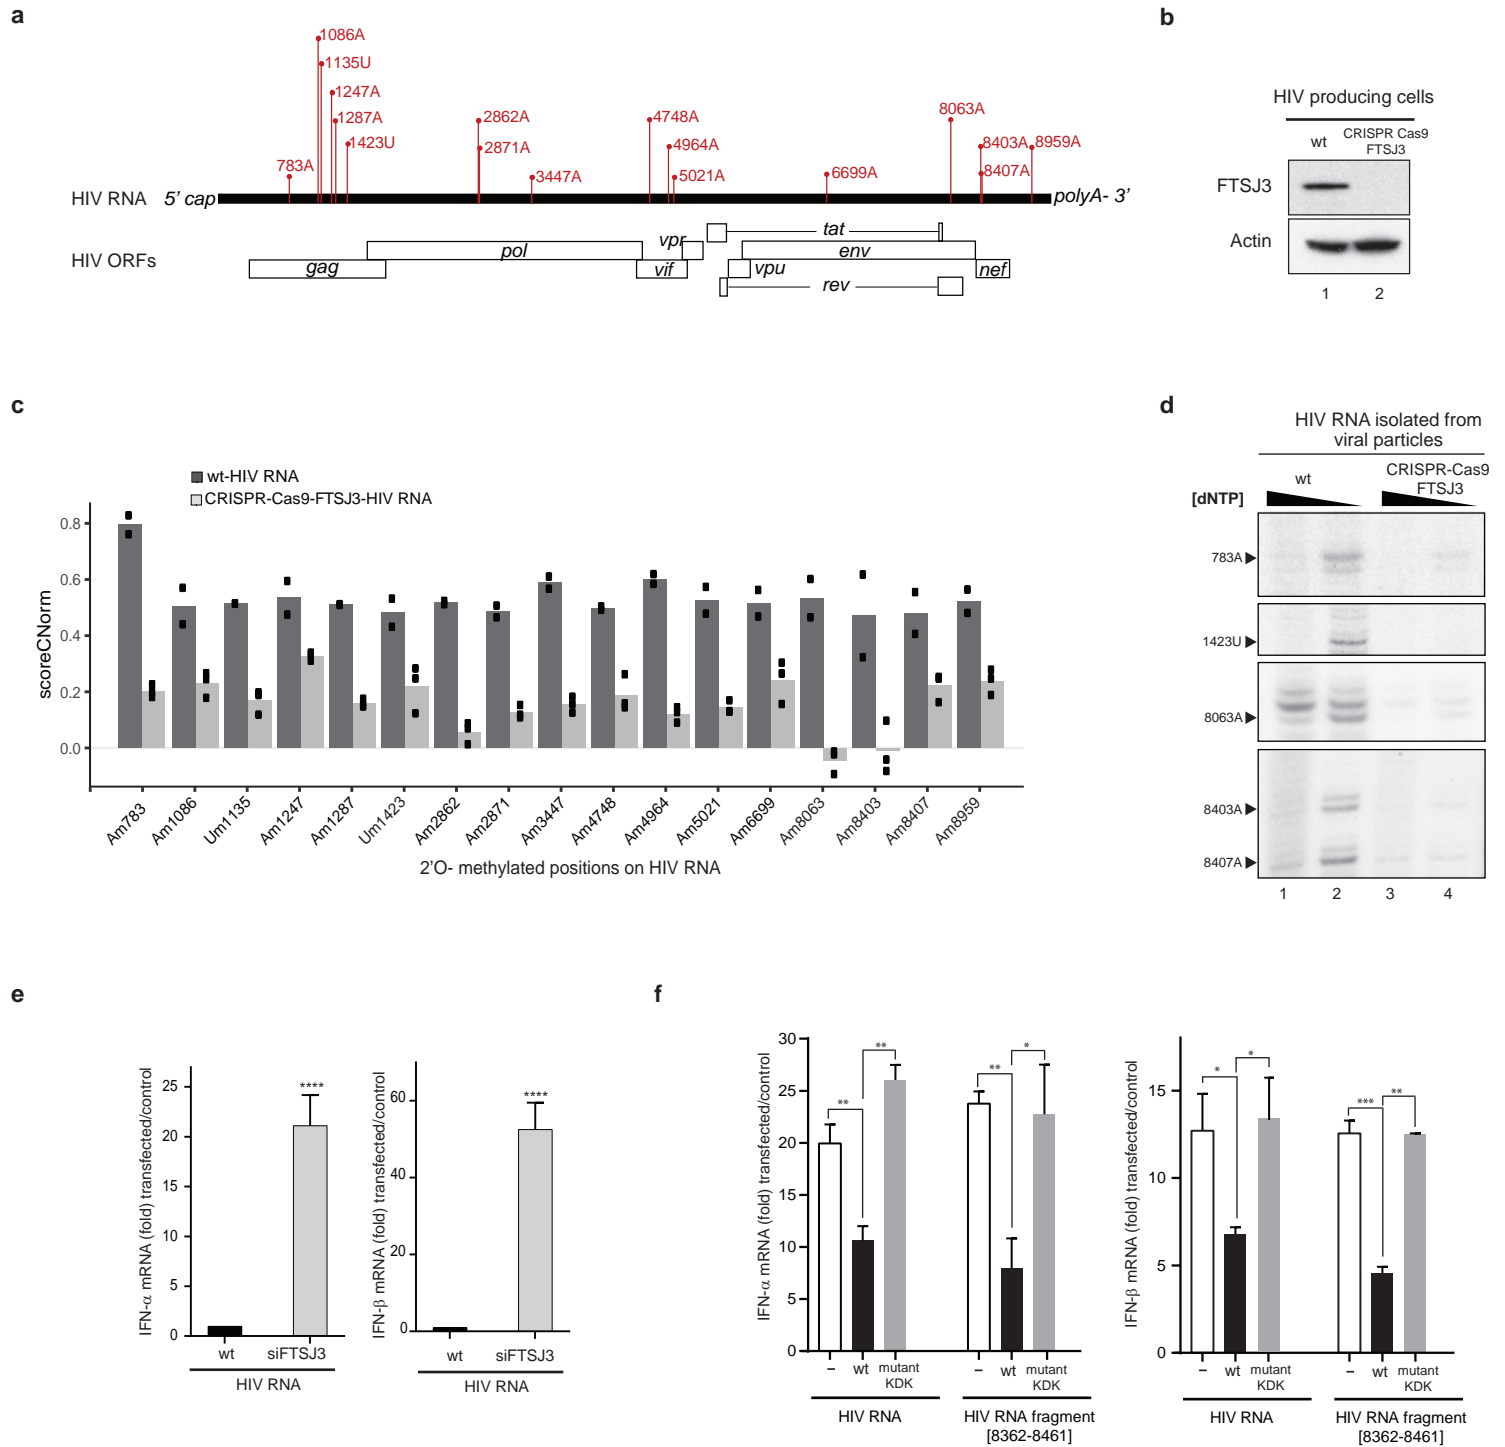 a
1086A
1135U
1247A
1287A
1423U
783A
2862A
2871A
3447A
4748A
4964A
5021A
6699A
8063A
8403A
8407A
8959A
HIV RNA 5' cap
polyA- 3'
HIV ORFs
gag
pol
vif
vpr
tat
vpu
env
rev
nef
b
HIV producing cells
wt
CRISPR Cas9
FTSJ3
FTSJ3
Actin
1 2
c
wt-HIV RNA
CRISPR-Cas9-FTSJ3-HIV RNA
scoreCNorm
0.8
0.6
0.4
0.2
0.0
Am783 Am1086 Um1135 Am1247 Am1287 Um1423 Am2862 Am2871 Am3447 Am4748 Am4964 Am5021 Am6699 Am8063 Am8403 Am8407 Am8959
2'O- methylated positions on HIV RNA
d
HIV RNA isolated from
viral particles
wt
CRISPR-Cas9
FTSJ3
[dNTP]
783A
1423U
8063A
8403A
8407A
1 2 3 4
e
IFN-α mRNA (fold) transfected/control
25
20
15
10
5
0
****
wt siFTSJ3
HIV RNA
IFN-β mRNA (fold) transfected/control
60
40
20
0
****
wt siFTSJ3
HIV RNA
f
IFN-α mRNA (fold) transfected/control
30
25
20
15
10
5
0
** ** ** *
– wt mutant KDK – wt mutant KDK
HIV RNA
HIV RNA fragment
[8362-8461]
IFN-β mRNA (fold) transfected/control
15
10
5
0
* * *** **
– wt mutant KDK – wt mutant KDK
HIV RNA
HIV RNA fragment
[8362-8461]